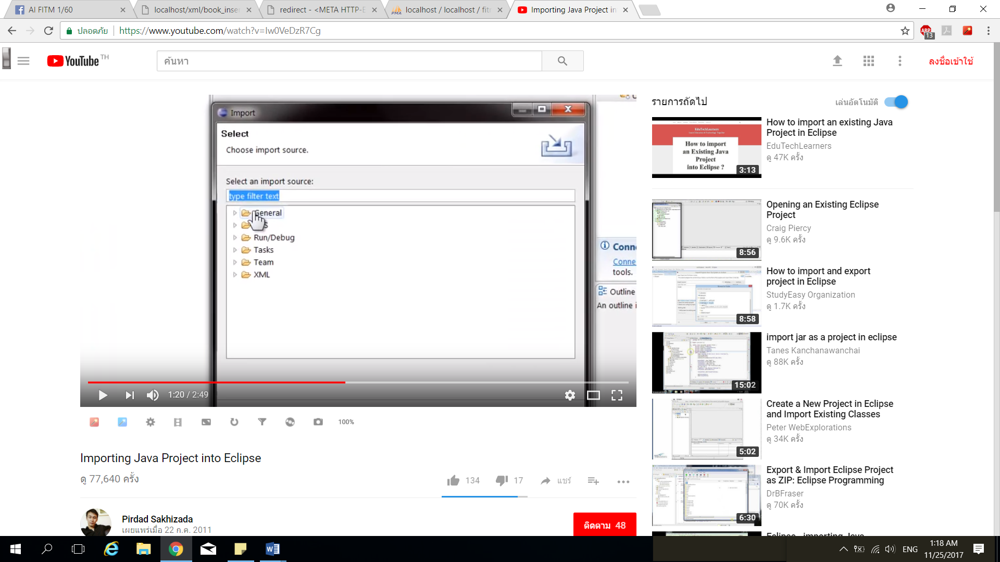 AI FITM 1/60
localhost/xml/book_inser
redirect - <META HTTP-E
localhost / localhost / fitm
Importing Java Project in
ปลอดภัย
https://www.youtube.com/watch?v=Iw0VeDzR7Cg
ABP
13
YouTube TH
ค้นหา
ลงชื่อเข้าใช้
Import
Select
Choose import source.
Select an import source:
type filter text
General
Run/Debug
Tasks
Team
XML
Conne
Connec
tools.
Outline
An outline i
1:20 / 2:49
100%
Importing Java Project into Eclipse
ดู 77,640 ครั้ง
134
17
แชร์
Pirdad Sakhizada
เผยแพร่เมื่อ 22 ก.ค. 2011
ติดตาม 48
รายการถัดไป
เล่นอัตโนมัติ
EduTechLearners
How to import
an Existing Java
Project
into Eclipse ?
3:13
How to import an existing Java
Project in Eclipse
EduTechLearners
ดู 47K ครั้ง
8:56
Opening an Existing Eclipse
Project
Craig Piercy
ดู 9.6K ครั้ง
8:58
How to import and export
project in Eclipse
StudyEasy Organization
ดู 1.7K ครั้ง
15:02
import jar as a project in eclipse
Tanes Kanchanawanchai
ดู 88K ครั้ง
5:02
Create a New Project in Eclipse
and Import Existing Classes
Peter WebExplorations
ดู 34K ครั้ง
6:30
Export & Import Eclipse Project
as ZIP: Eclipse Programming
DrBFraser
ดู 70K ครั้ง
Eclipse - importing Java
ENG
1:18 AM
11/25/2017